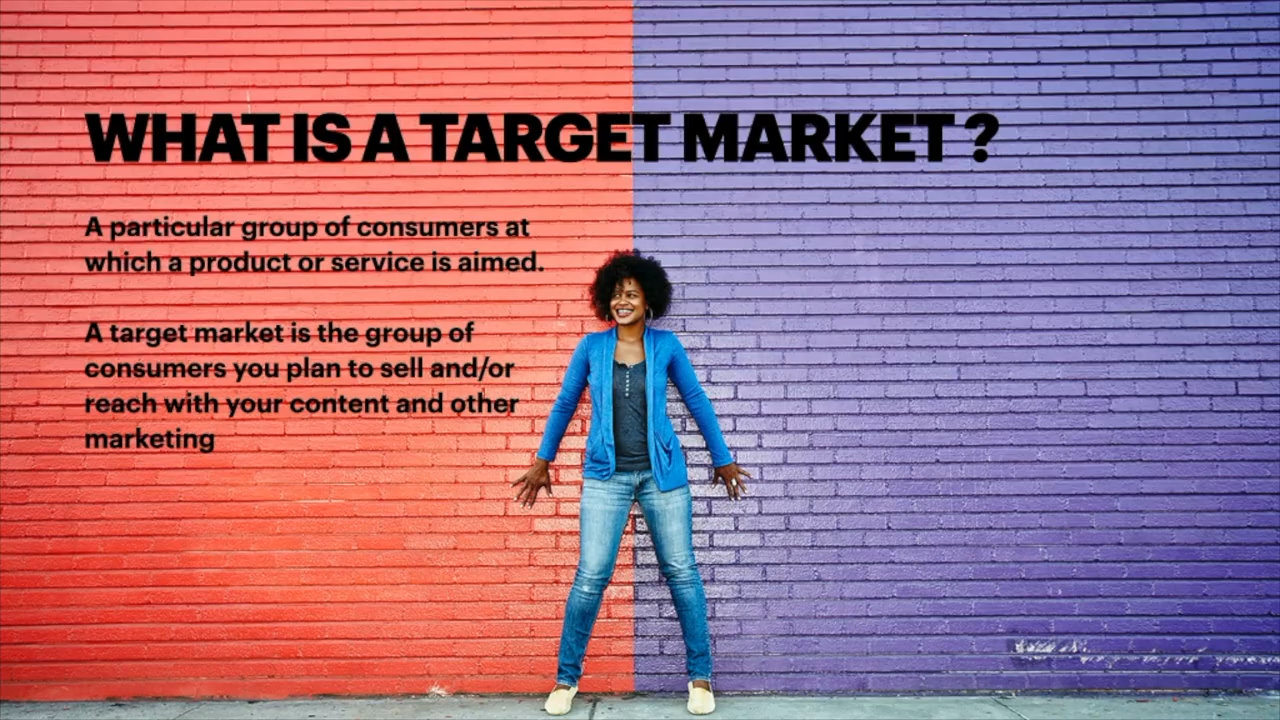 WHAT IS A TARGET MARKET ?
A particular group of consumers at
which a product or service is aimed.
A target market is the group of
consumers you plan to sell and/or
reach with your content and other
marketing